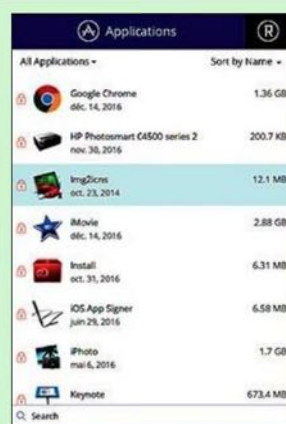 Applications
R
All Applications Sort by Name
Google Chrome 1.36 GB
déc. 14, 2016
HP Photosmart C4500 series 2 200.7 KB
nov. 30, 2016
Img2icns 12.1 MB
oct. 23, 2014
iMovie 2.88 GB
déc. 14, 2016
Install 6.31 MB
oct. 31, 2016
iOS App Signer 6.58 MB
juin 29, 2016
iPhoto 1.7 GB
mai 6, 2016
Keynote 673.4 MB
Search